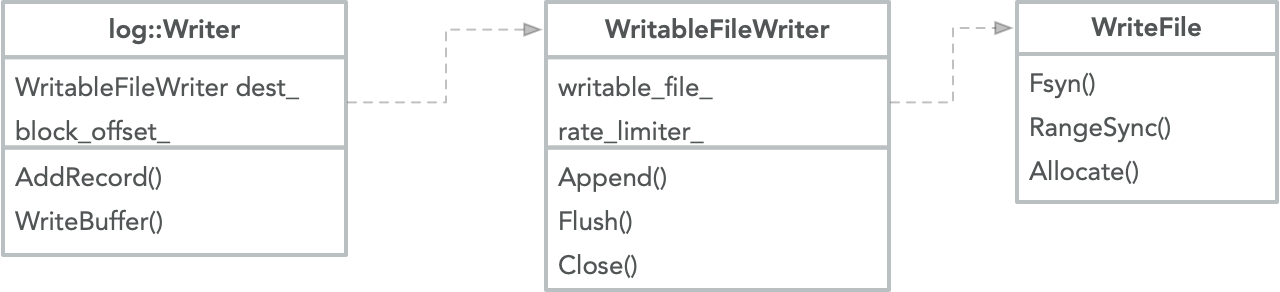 log::Writer
WritableFileWriter dest_
block_offset_
AddRecord()
WriteBuffer()
WritableFileWriter
writable_file_
rate_limiter_
Append()
Flush()
Close()
WriteFile
Fsyn()
RangeSync()
Allocate()